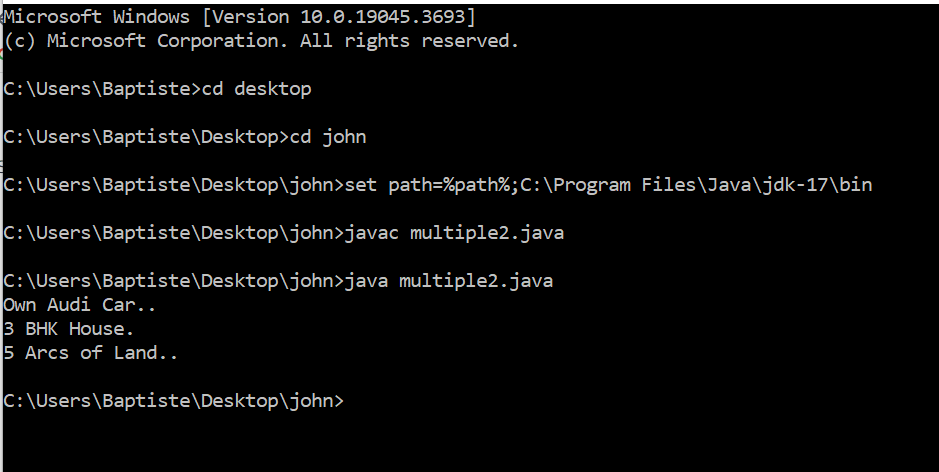 Microsoft Windows [Version 10.0.19045.3693]
(c) Microsoft Corporation. All rights reserved.
C:\Users\Baptiste>cd desktop
C:\Users\Baptiste\Desktop>cd john
C:\Users\Baptiste\Desktop\john>set path=%path%;C:\Program Files\Java\jdk-17\bin
C:\Users\Baptiste\Desktop\john>javac multiple2.java
C:\Users\Baptiste\Desktop\john>java multiple2.java
Own Audi Car..
3 BHK House.
5 Arcs of Land..
C:\Users\Baptiste\Desktop\john>